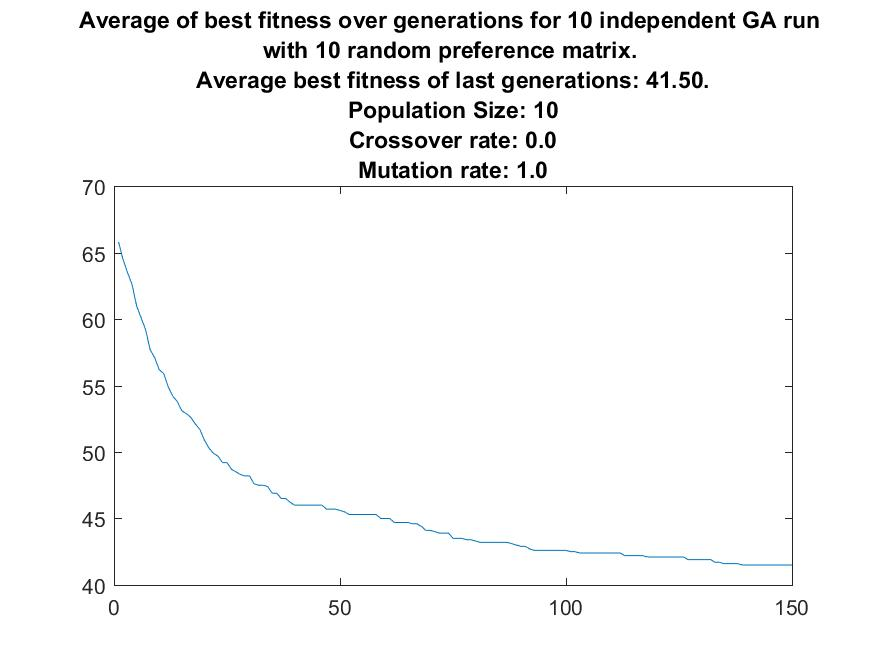 Average of best fitness over generations for 10 independent GA run
with 10 random preference matrix.
Average best fitness of last generations: 41.50.
Population Size: 10
Crossover rate: 0.0
Mutation rate: 1.0
70
65
60
55
50
45
40
0 50 100 150